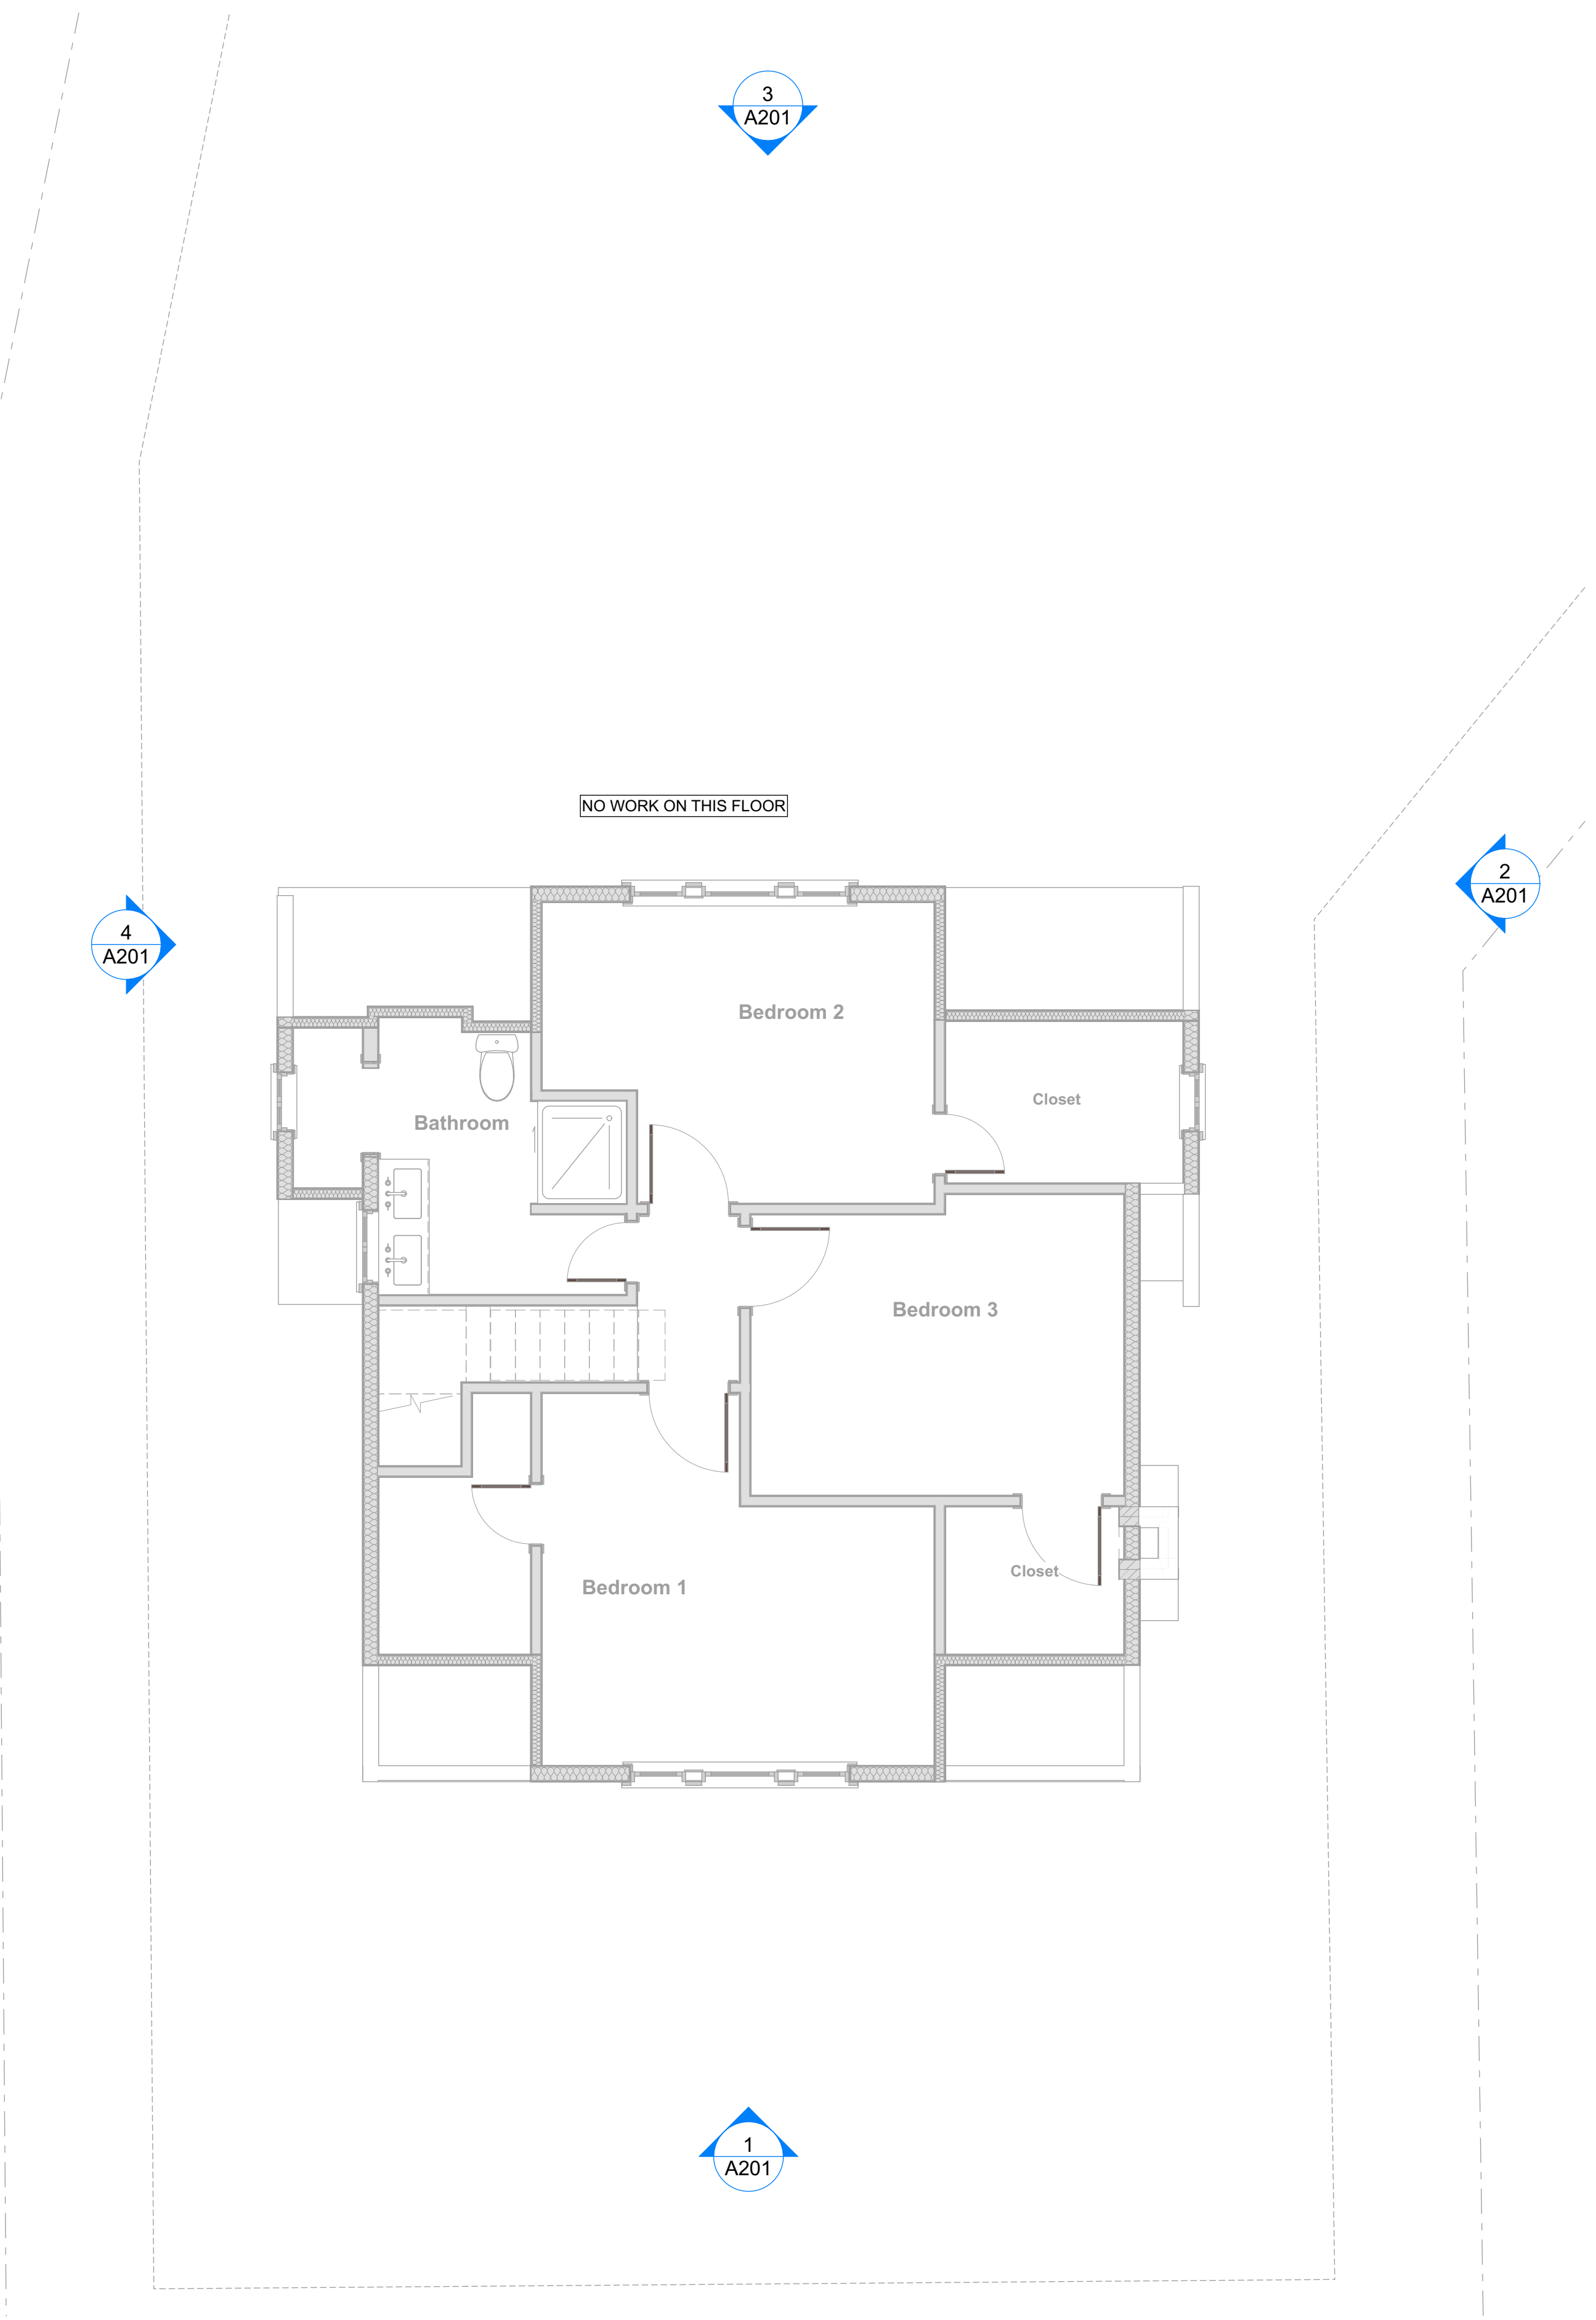 3
A201
NO WORK ON THIS FLOOR
2
A201
4
A201
Bedroom 2
Closet
Bathroom
Bedroom 3
Closet
Bedroom 1
1
A201